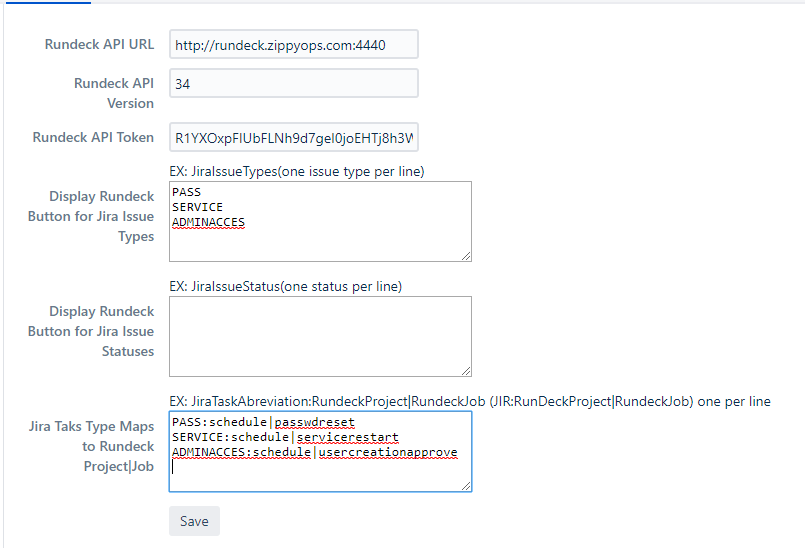 Rundeck API URL
http://rundeck.zippyops.com:4440
Rundeck API
Version
34
Rundeck API Token
R1YXOxpFIUbFLNh9d7gel0joEHTj8h3W
EX: JiraIssueTypes(one issue type per line)
Display Rundeck
Button for Jira Issue
Types
PASS
SERVICE
ADMINACCES
EX: JiraIssueStatus(one status per line)
Display Rundeck
Button for Jira Issue
Statuses
EX: JiraTaskAbreviation:RundeckProject|RundeckJob (JIR:RunDeckProject|RundeckJob) one per line
Jira Taks Type Maps
to Rundeck
Project|Job
PASS:schedule|passwdreset
SERVICE:schedule|servicerestart
ADMINACCES:schedule|usercreationapprove
Save